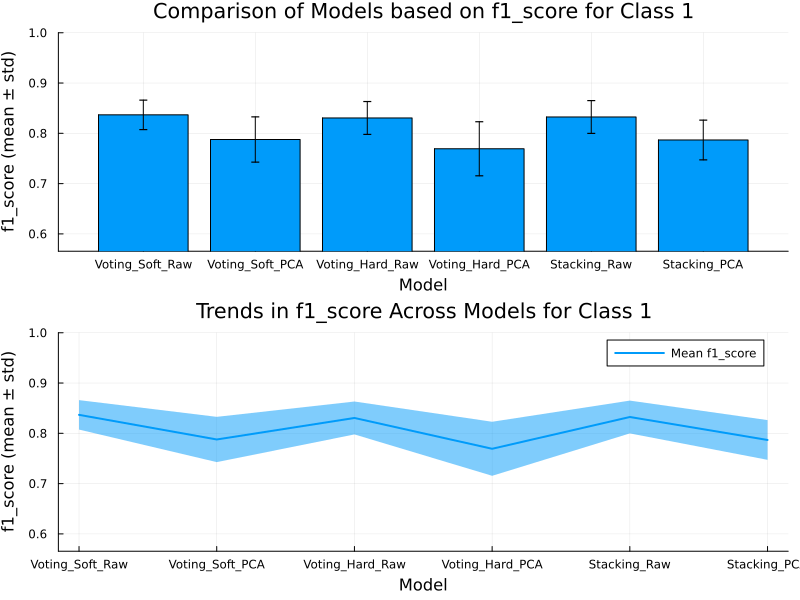 Comparison of Models based on f1_score for Class 1
f1_score (mean ± std)
1.0
0.9
0.8
0.7
0.6
Voting_Soft_Raw Voting_Soft_PCA Voting_Hard_Raw Voting_Hard_PCA Stacking_Raw Stacking_PCA
Model
Trends in f1_score Across Models for Class 1
f1_score (mean ± std)
1.0
0.9
0.8
0.7
0.6
Mean f1_score
Voting_Soft_Raw Voting_Soft_PCA Voting_Hard_Raw Voting_Hard_PCA Stacking_Raw Stacking_PC
Model